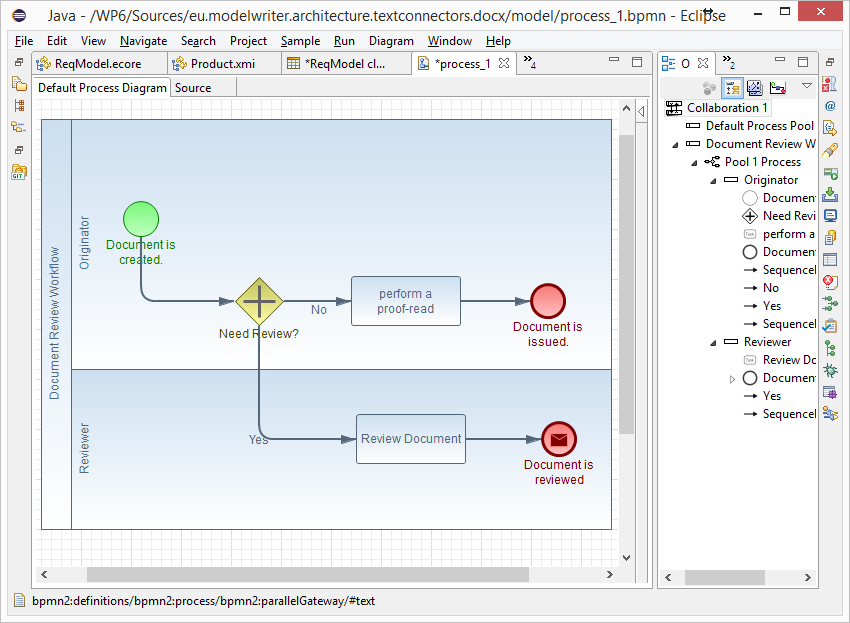 Java - /WP6/Sources/eu.modelwriter.architecture.textconnectors.docx/model/process_1.bpmn - Eclipse
File Edit View Navigate Search Project Sample Run Diagram Window Help
ReqModel.ecore Product.xmi *ReqModel cl... *process_1 »4 O »2
Default Process Diagram Source
Collaboration 1
Default Process Pool
Document Review W
Pool 1 Process
Originator
Documen
Need Revi
perform a
Documen
Sequencel
No
Yes
Sequencel
Reviewer
Review Dc
Documen
Yes
Sequencel
Document Review Workflow
Originator
Document is
created.
Need Review?
No
perform a
proof-read
Document is
issued.
Reviewer
Yes
Review Document
Document is
reviewed
GIT
bpmn2:definitions/bpmn2:process/bpmn2:parallelGateway/#text